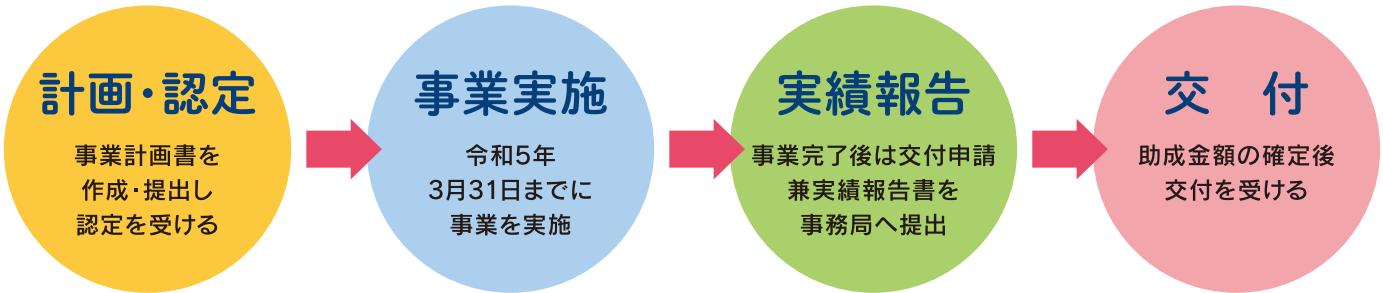 計画・認定
事業計画書を
作成・提出し
認定を受ける
事業実施
令和5年
3月31日までに
事業を実施
実績報告
事業完了後は交付申請
兼実績報告書を
事務局へ提出
交　付
助成金額の確定後
交付を受ける